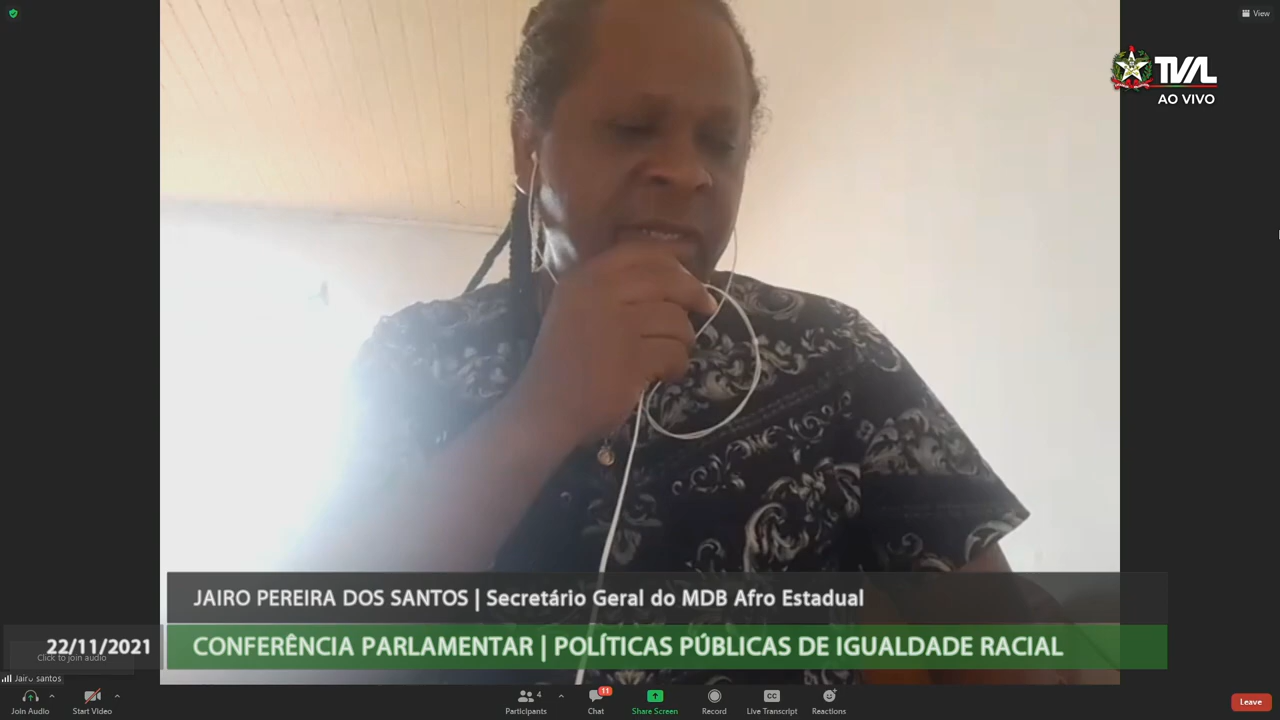 View
TVAL
AO VIVO
JAIRO PEREIRA DOS SANTOS | Secretário Geral do MDB Afro Estadual
22/11/2021
CONFERÊNCIA PARLAMENTAR | POLÍTICAS PÚBLICAS DE IGUALDADE RACIAL
Click to join audio
Jairo santos
Join Audio
Start Video
Participants 4
Chat 11
Share Screen
Record
CC
Live Transcript
Reactions
Leave